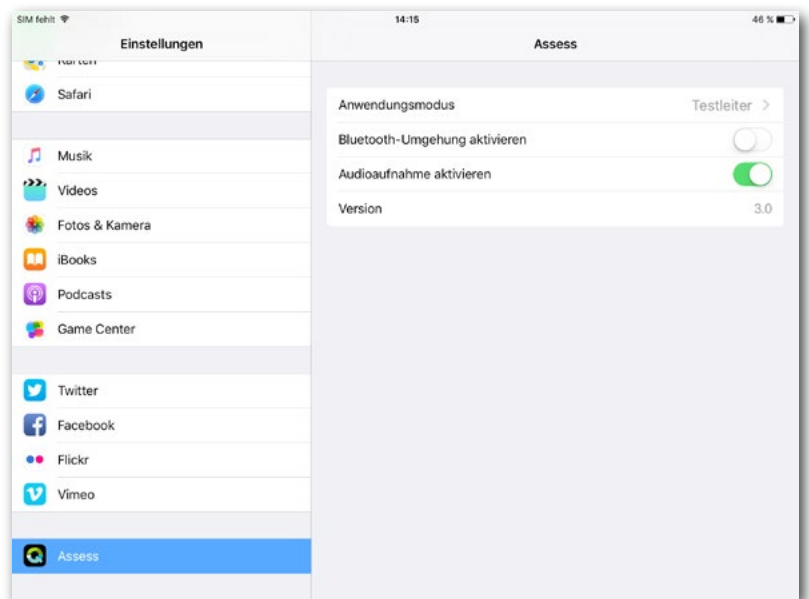 SIM fehlt 14:15 46 %
Einstellungen
Assess
Karten
Safari
Musik
Videos
Fotos & Kamera
iBooks
Podcasts
Game Center
Twitter
Facebook
Flickr
Vimeo
Assess
Anwendungsmodus Testleiter
Bluetooth-Umgehung aktivieren
Audioaufnahme aktivieren
Version 3.0